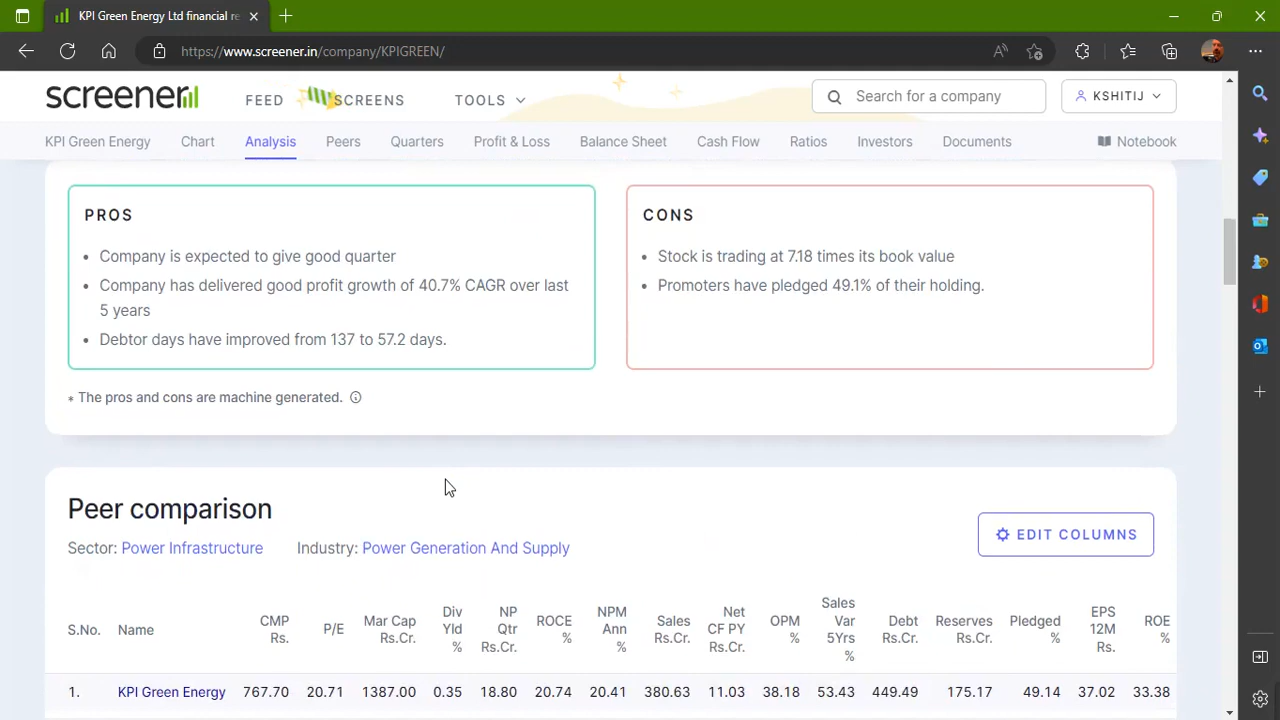 KPI Green Energy Ltd financial re
https://www.screener.in/company/KPIGREEN/
screener
FEED
SCREENS
TOOLS
Search for a company
KSHITIJ
KPI Green Energy
Chart
Analysis
Peers
Quarters
Profit & Loss
Balance Sheet
Cash Flow
Ratios
Investors
Documents
Notebook
PROS
• Company is expected to give good quarter
• Company has delivered good profit growth of 40.7% CAGR over last
5 years
• Debtor days have improved from 137 to 57.2 days.
CONS
• Stock is trading at 7.18 times its book value
• Promoters have pledged 49.1% of their holding.
* The pros and cons are machine generated.
Peer comparison
Sector: Power Infrastructure Industry: Power Generation And Supply
EDIT COLUMNS
S.No. Name CMP Rs. P/E Mar Cap Rs.Cr. Div Yld % NP Qtr Rs.Cr. ROCE % NPM Ann % Sales Rs.Cr. Net CF PY Rs.Cr. OPM % Sales Var 5Yrs % Debt Rs.Cr. Reserves Rs.Cr. Pledged % EPS 12M Rs. ROE %
1. KPI Green Energy 767.70 20.71 1387.00 0.35 18.80 20.74 20.41 380.63 11.03 38.18 53.43 449.49 175.17 49.14 37.02 33.38